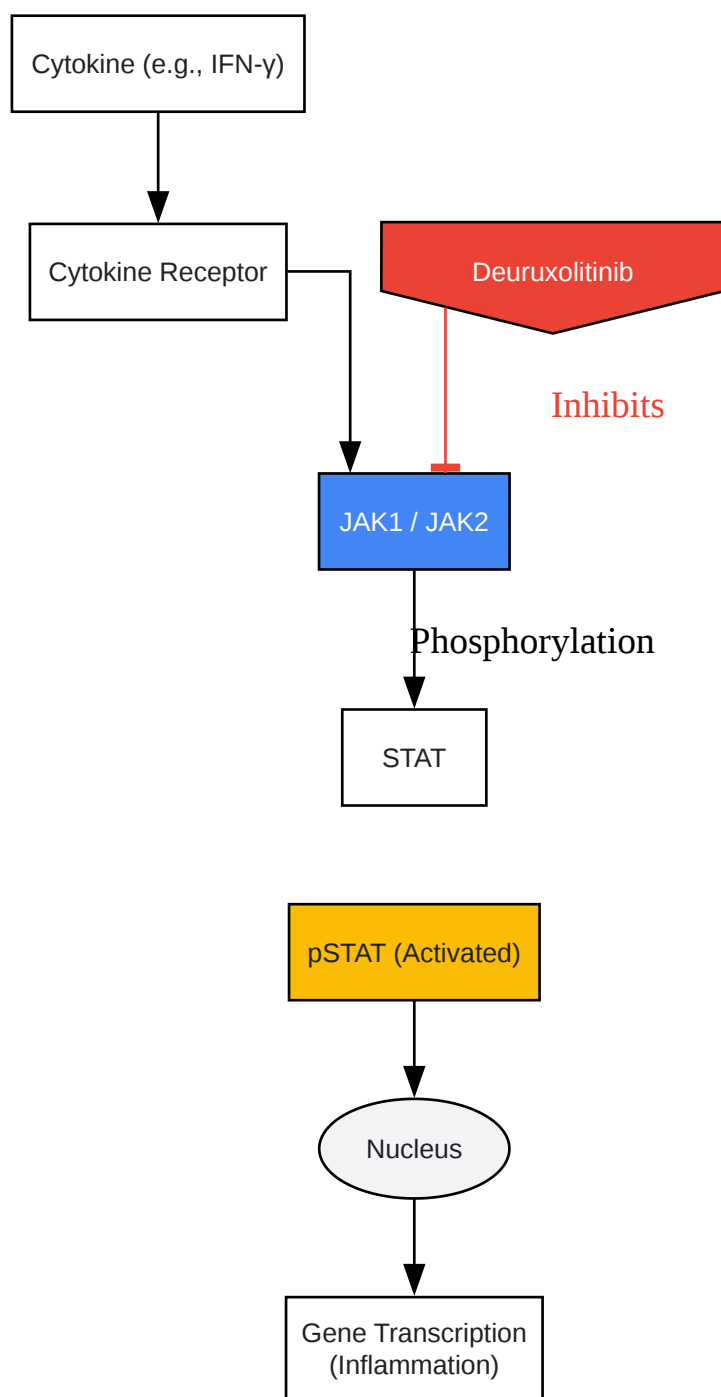 Cytokine (e.g., IFN-γ)
Cytokine Receptor
Deuruxolitinib
Inhibits
JAK1 / JAK2
Phosphorylation
STAT
pSTAT (Activated)
Nucleus
Gene Transcription
(Inflammation)